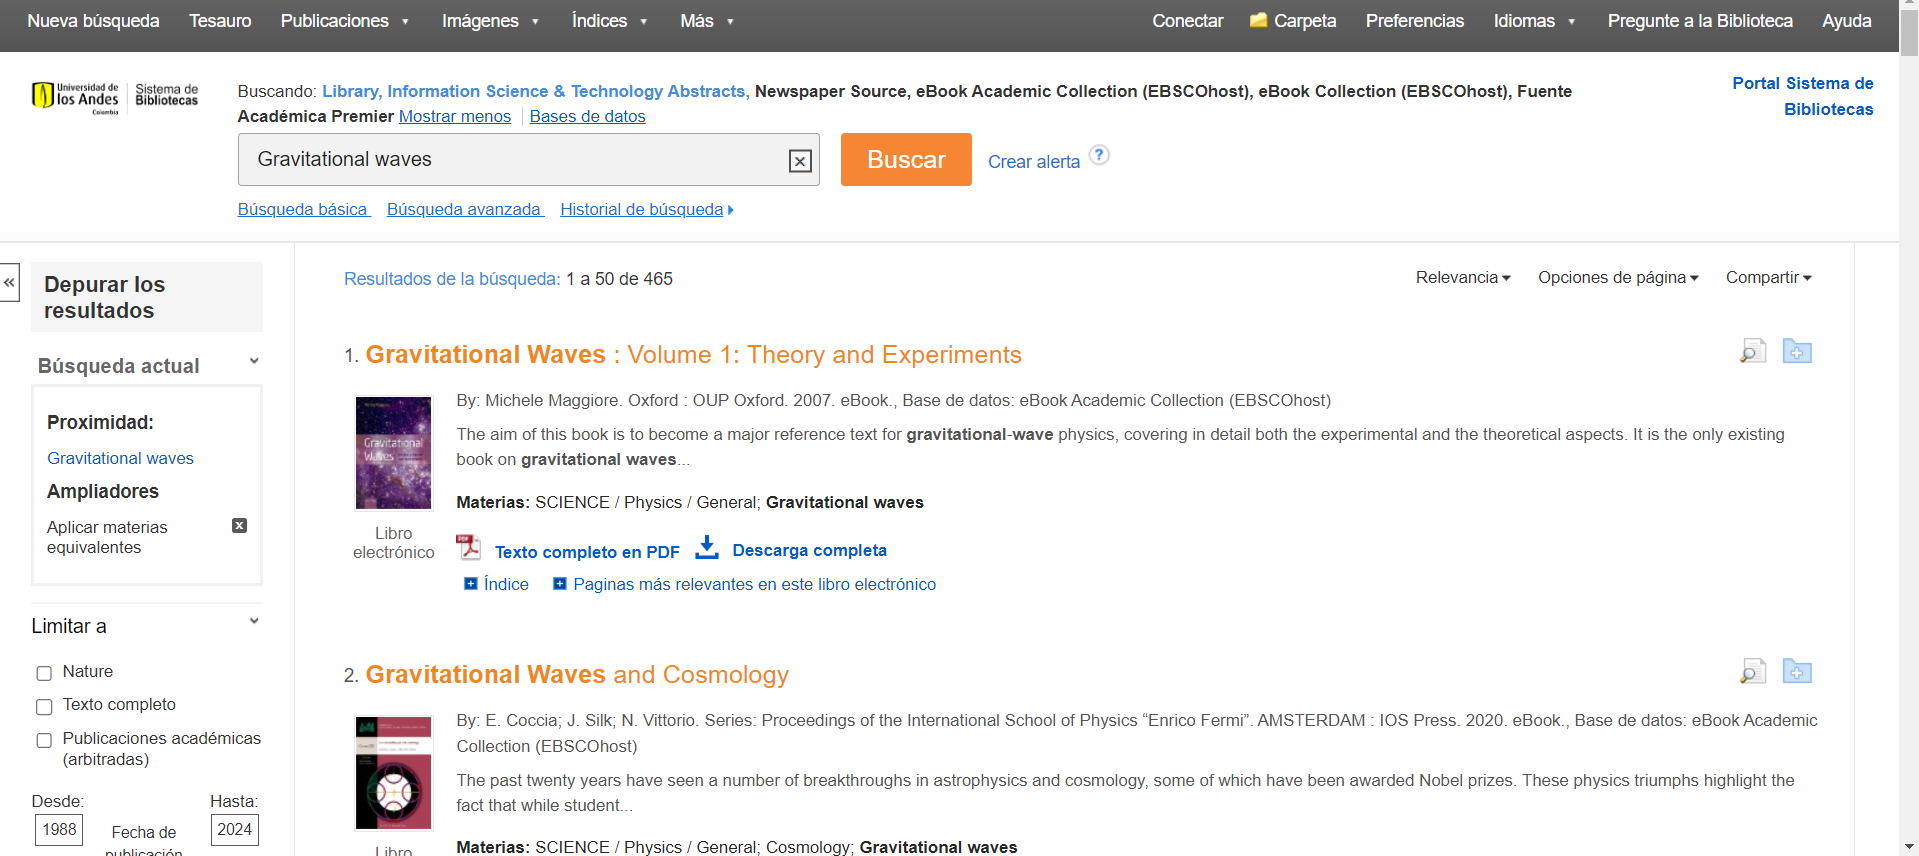 Nueva búsqueda Tesauro Publicaciones Imágenes Índices Más Conectar Carpeta Preferencias Idiomas Pregunte a la Biblioteca Ayuda
Universidad de los Andes Colombia
Sistema de Bibliotecas
Buscando: Library, Information Science & Technology Abstracts, Newspaper Source, eBook Academic Collection (EBSCOhost), eBook Collection (EBSCOhost), Fuente
Académica Premier Mostrar menos Bases de datos
Portal Sistema de
Bibliotecas
Gravitational waves
Buscar Crear alerta ?
Búsqueda básica Búsqueda avanzada Historial de búsqueda
«
Depurar los
resultados
Búsqueda actual
Proximidad:
Gravitational waves
Ampliadores
Aplicar materias
equivalentes
Limitar a
Nature
Texto completo
Publicaciones académicas
(arbitradas)
Desde: Hasta:
1988 Fecha de 2024
publicación
Resultados de la búsqueda: 1 a 50 de 465
Relevancia Opciones de página Compartir
1. Gravitational Waves : Volume 1: Theory and Experiments
Gravitational
Waves
Libro
electrónico
By: Michele Maggiore. Oxford : OUP Oxford. 2007. eBook., Base de datos: eBook Academic Collection (EBSCOhost)
The aim of this book is to become a major reference text for gravitational-wave physics, covering in detail both the experimental and the theoretical aspects. It is the only existing
book on gravitational waves...
Materias: SCIENCE / Physics / General; Gravitational waves
PDF Texto completo en PDF Descarga completa
Índice Paginas más relevantes en este libro electrónico
2. Gravitational Waves and Cosmology
By: E. Coccia; J. Silk; N. Vittorio. Series: Proceedings of the International School of Physics “Enrico Fermi”. AMSTERDAM : IOS Press. 2020. eBook., Base de datos: eBook Academic
Collection (EBSCOhost)
The past twenty years have seen a number of breakthroughs in astrophysics and cosmology, some of which have been awarded Nobel prizes. These physics triumphs highlight the
fact that while student...
Materias: SCIENCE / Physics / General; Cosmology; Gravitational waves
Libro